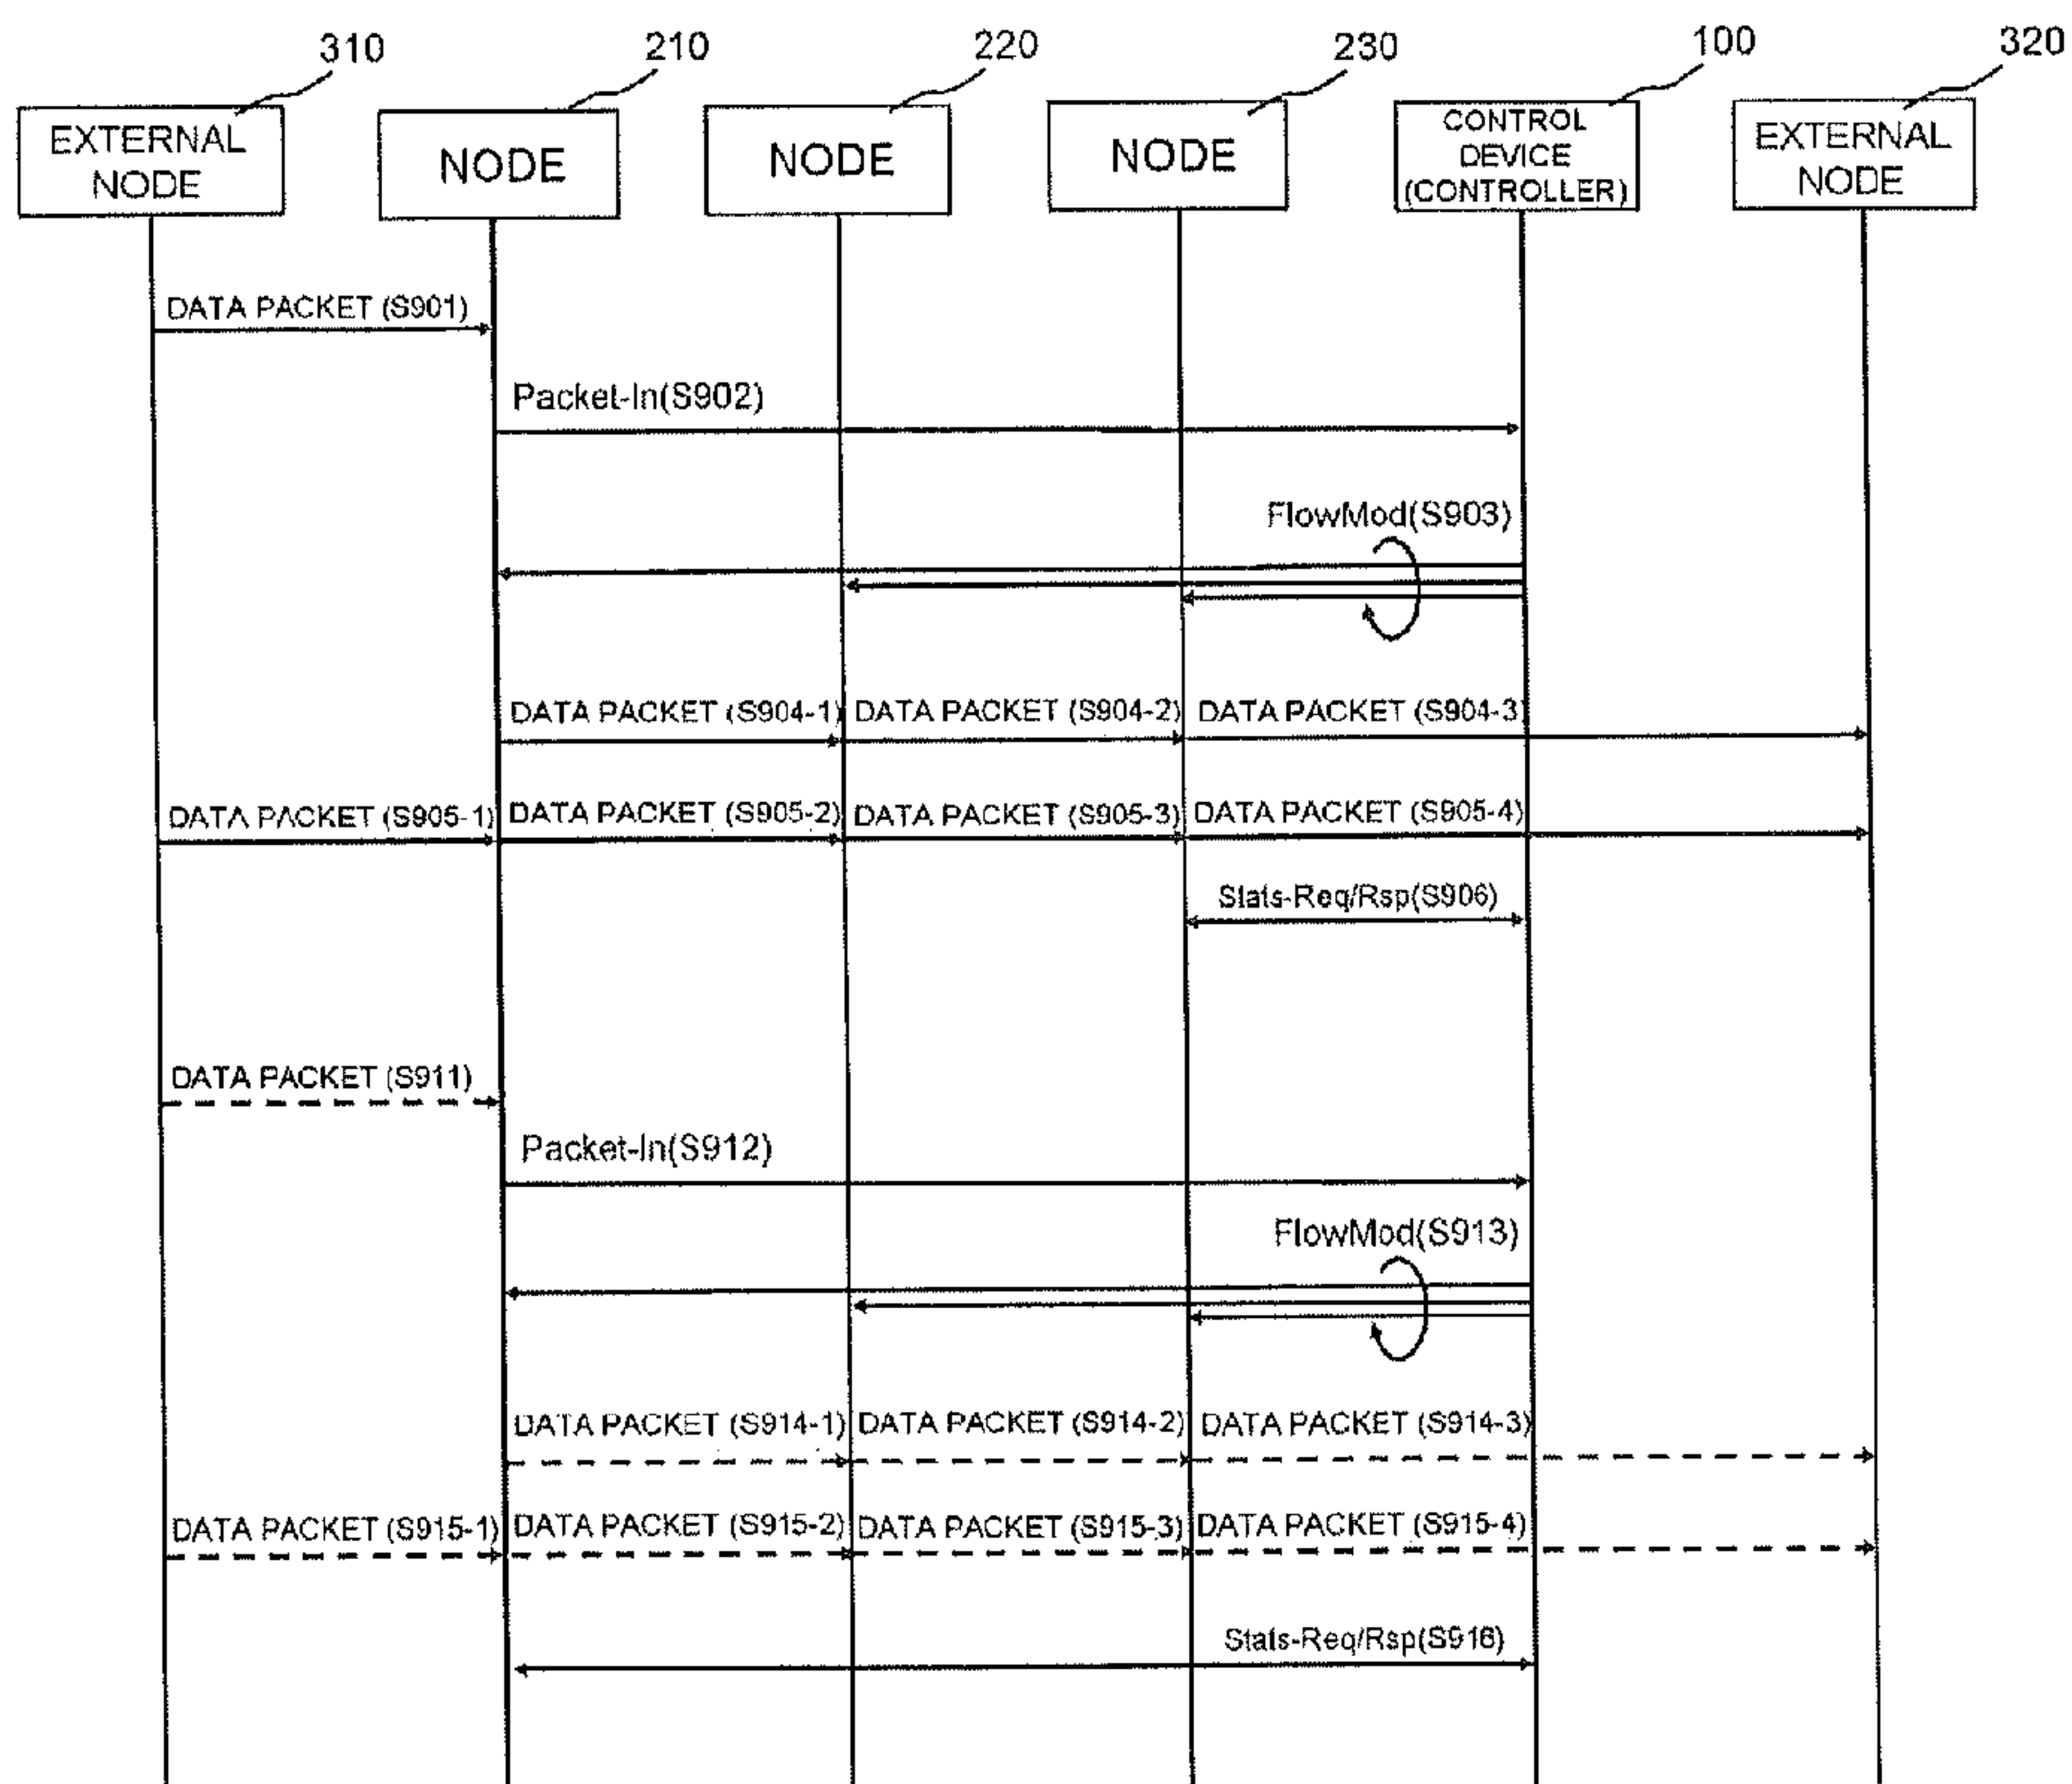 310
210
220
230
100
320
EXTERNAL
NODE
NODE
NODE
NODE
CONTROL
DEVICE
(CONTROLLER)
EXTERNAL
NODE
DATA PACKET (S901)
Packet-In(S902)
FlowMod(S903)
DATA PACKET (S904-1)
DATA PACKET (S904-2)
DATA PACKET (S904-3)
DATA PACKET (S905-1)
DATA PACKET (S905-2)
DATA PACKET (S905-3)
DATA PACKET (S905-4)
Stats-Req/Rsp(S906)
DATA PACKET (S911)
Packet-In(S912)
FlowMod(S913)
DATA PACKET (S914-1)
DATA PACKET (S914-2)
DATA PACKET (S914-3)
DATA PACKET (S915-1)
DATA PACKET (S915-2)
DATA PACKET (S915-3)
DATA PACKET (S915-4)
Stats-Req/Rsp(S916)